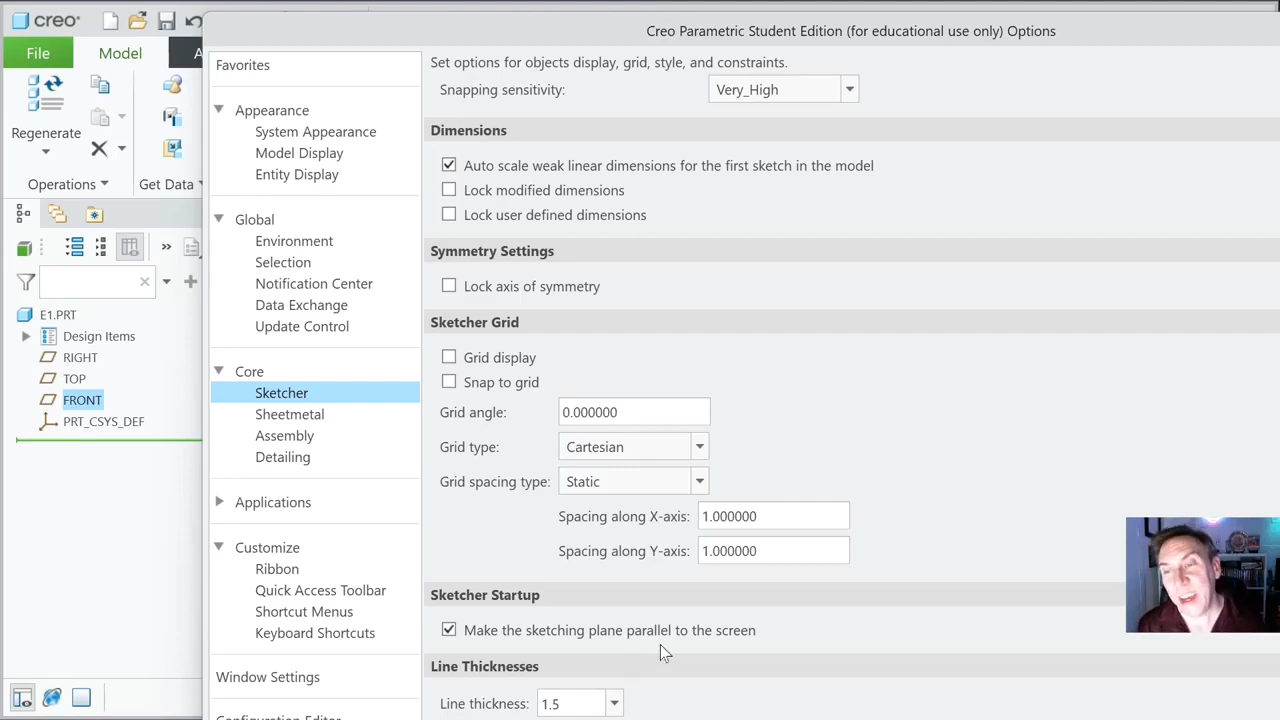 creo
Creo Parametric Student Edition (for educational use only) Options
File
Model
A
Regenerate
Operations
Get Data
E1.PRT
Design Items
RIGHT
TOP
FRONT
PRT_CSYS_DEF
Favorites
Appearance
System Appearance
Model Display
Entity Display
Global
Environment
Selection
Notification Center
Data Exchange
Update Control
Core
Sketcher
Sheetmetal
Assembly
Detailing
Applications
Customize
Ribbon
Quick Access Toolbar
Shortcut Menus
Keyboard Shortcuts
Window Settings
Configuration Editor
Set options for objects display, grid, style, and constraints.
Snapping sensitivity: Very_High
Dimensions
Auto scale weak linear dimensions for the first sketch in the model
Lock modified dimensions
Lock user defined dimensions
Symmetry Settings
Lock axis of symmetry
Sketcher Grid
Grid display
Snap to grid
Grid angle: 0.000000
Grid type: Cartesian
Grid spacing type: Static
Spacing along X-axis: 1.000000
Spacing along Y-axis: 1.000000
Sketcher Startup
Make the sketching plane parallel to the screen
Line Thicknesses
Line thickness: 1.5